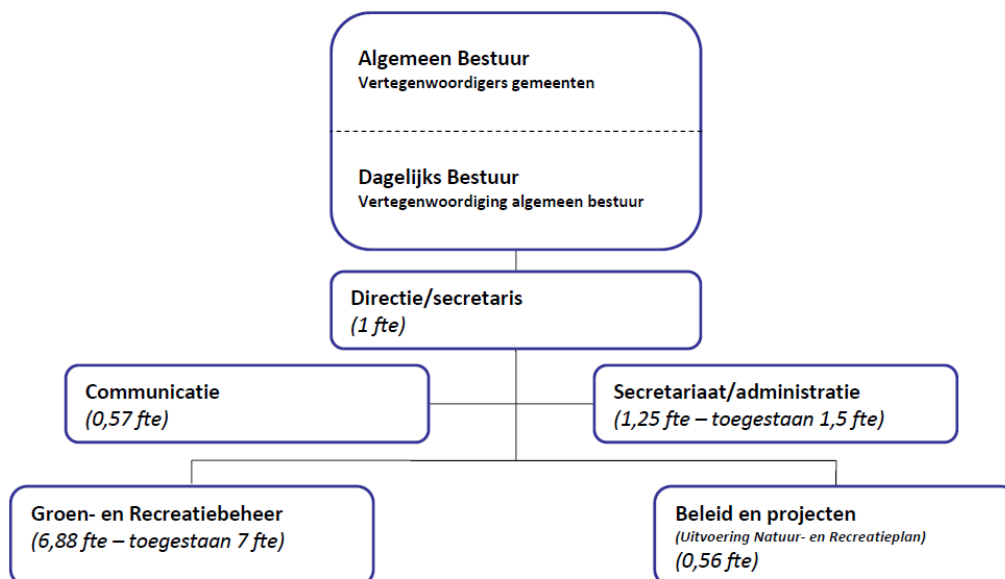 Algemeen Bestuur
Vertegenwoordigers gemeenten
Dagelijks Bestuur
Vertegenwoordiging algemeen bestuur
Directie/secretaris
(1 fte)
Communicatie
(0,57 fte)
Secretariaat/administratie
(1,25 fte – toegestaan 1,5 fte)
Groen- en Recreatiebeheer
(6,88 fte – toegestaan 7 fte)
Beleid en projecten
(Uitvoering Natuur- en Recreatieplan)
(0,56 fte)